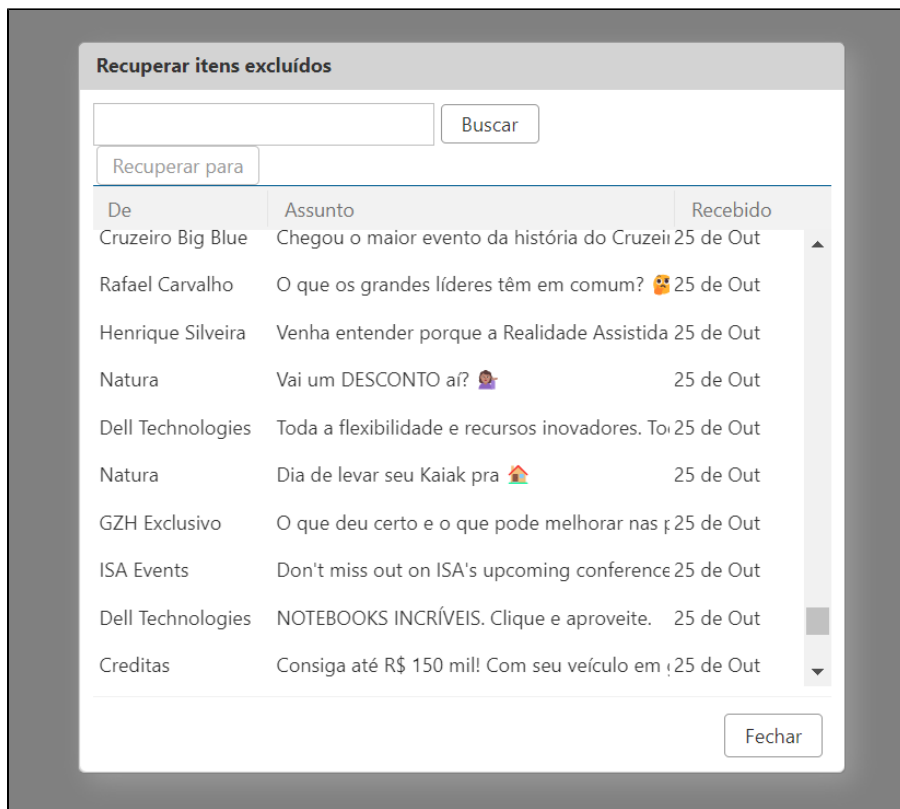 Recuperar itens excluídos
Buscar
Recuperar para
De Assunto Recebido
Cruzeiro Big Blue Chegou o maior evento da história do Cruzeir 25 de Out
Rafael Carvalho O que os grandes líderes têm em comum? 🤔 25 de Out
Henrique Silveira Venha entender porque a Realidade Assistida 25 de Out
Natura Vai um DESCONTO aí? 💁🏽‍♀️ 25 de Out
Dell Technologies Toda a flexibilidade e recursos inovadores. To 25 de Out
Natura Dia de levar seu Kaiak pra 🏠 25 de Out
GZH Exclusivo O que deu certo e o que pode melhorar nas p 25 de Out
ISA Events Don't miss out on ISA's upcoming conference 25 de Out
Dell Technologies NOTEBOOKS INCRÍVEIS. Clique e aproveite. 25 de Out
Creditas Consiga até R$ 150 mil! Com seu veículo em 25 de Out
Fechar